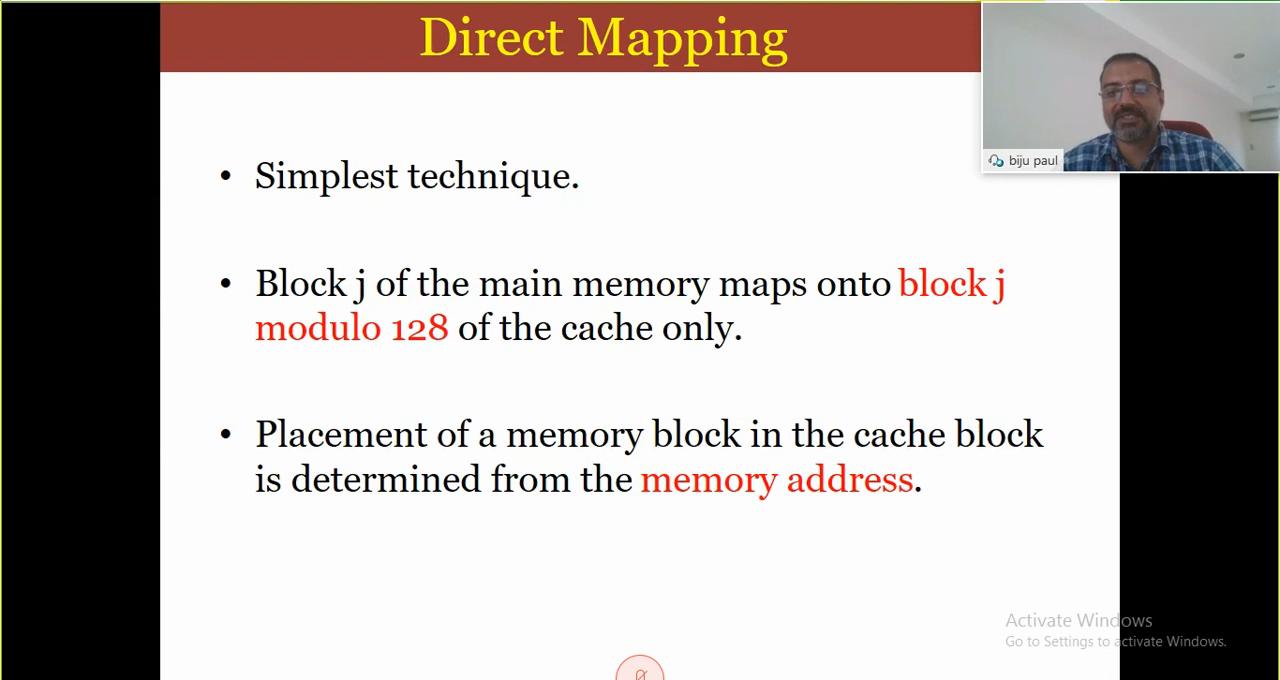 Direct Mapping
biju paul
• Simplest technique.
• Block j of the main memory maps onto block j
modulo 128 of the cache only.
• Placement of a memory block in the cache block
is determined from the memory address.
Activate Windows
Go to Settings to activate Windows.